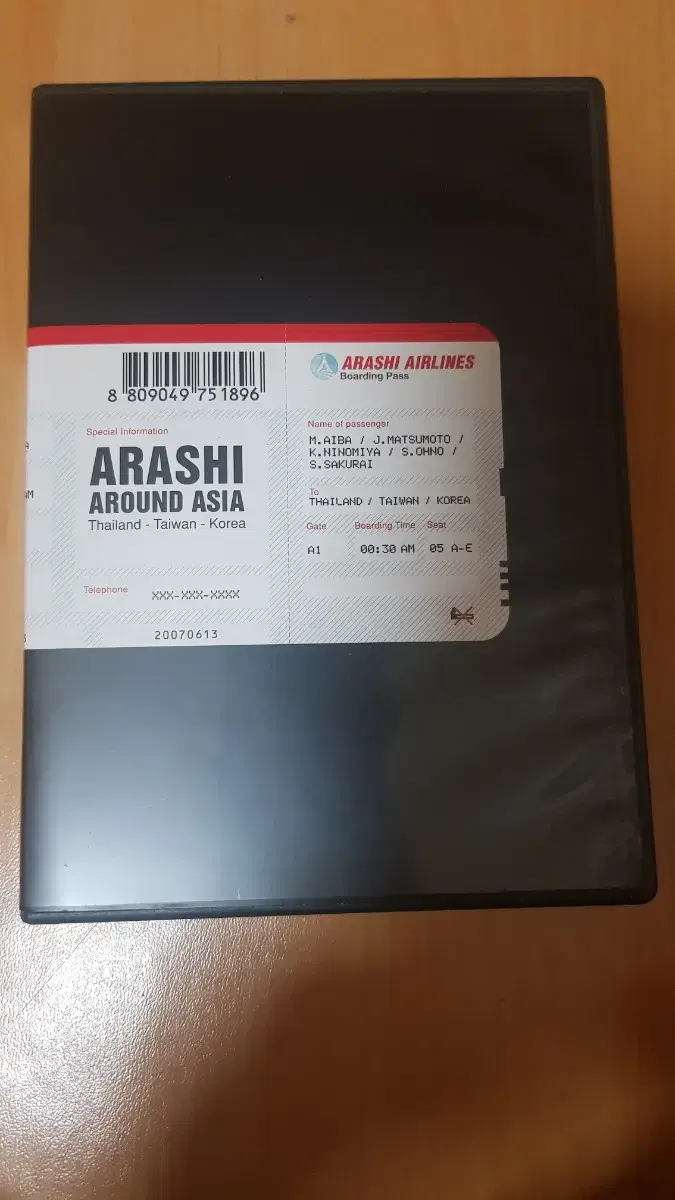 8 809049 751896
Special Information
ARASHI
AROUND ASIA
Thailand - Taiwan - Korea
Telephone
XXX-XXX-XXXX
20070613
ARASHI AIRLINES
Boarding Pass
Name of passenger
M.AIBA / J.MATSUMOTO /
K.NINOMIYA / S.OHNO /
S.SAKURAI
To
THAILAND / TAIWAN / KOREA
Gate Boarding Time Seat
A1 00:30 AM 05 A-E